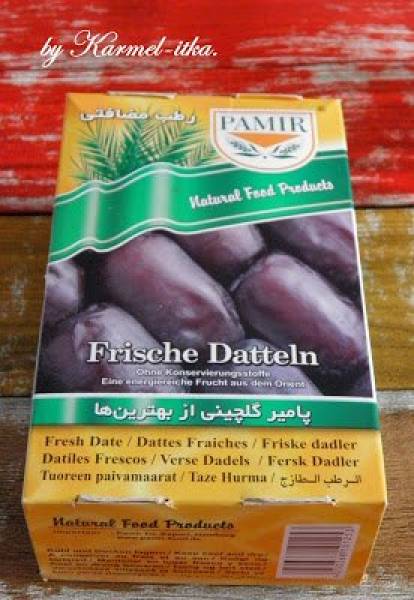 by Karmel-itka.
رطب مضافتی
PAMIR
Natural Food Products
Frische Datteln
Ohne Konservierungsstoffe
Eine energiereiche Frucht aus dem Orient
پامیر گلچینی از بهترین‌ها
Fresh Date / Dattes Fraiches / Friske dadler
Datiles Frescos / Verse Dadels / Fersk Dadler
Tuoreen paivamaarat / Taze Hurma / الـرطب الـطازج
Natural Food Products